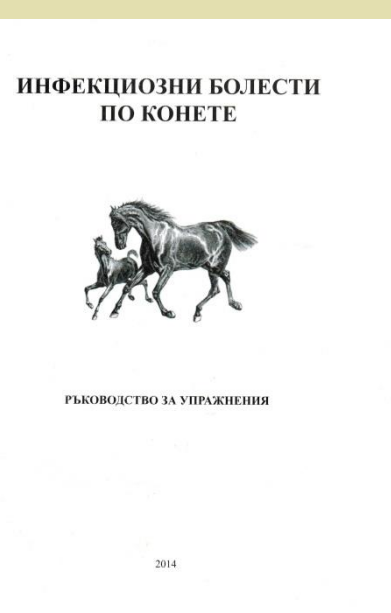 ИНФЕКЦИОЗНИ БОЛЕСТИ
ПО КОНЕТЕ
РЪКОВОДСТВО ЗА УПРАЖНЕНИЯ
2014